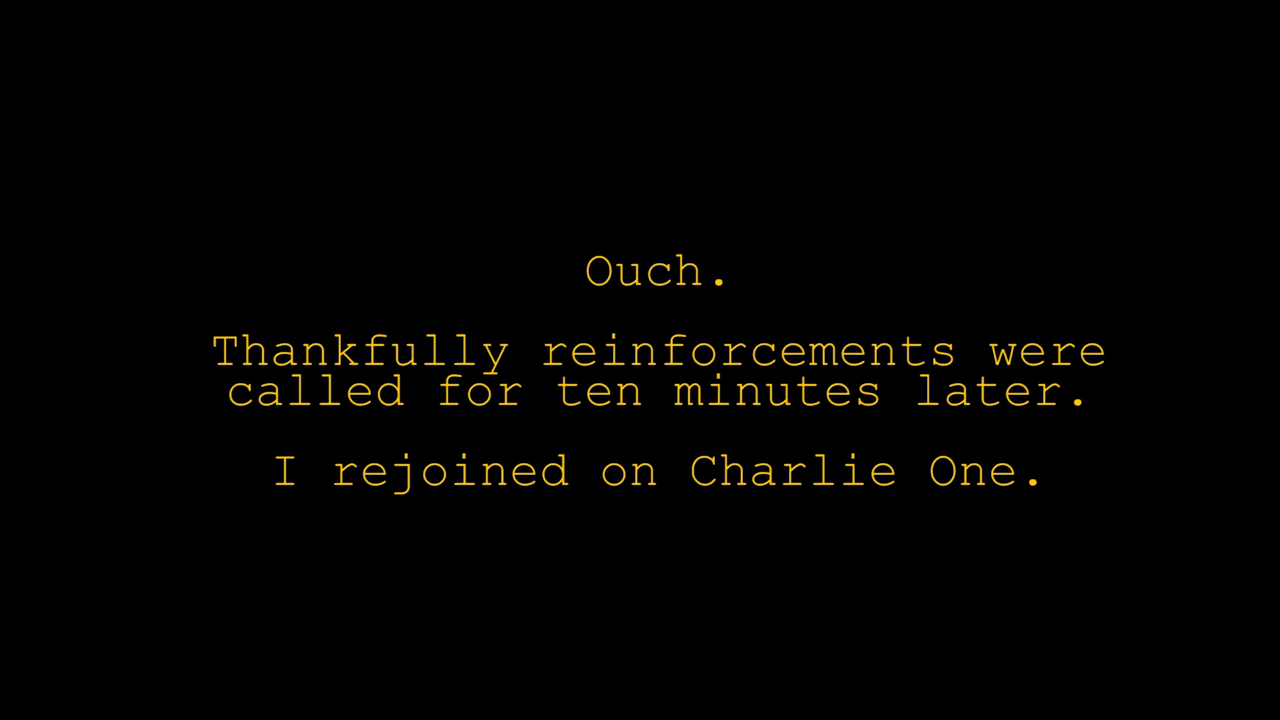 Ouch.
Thankfully reinforcements were
called for ten minutes later.
I rejoined on Charlie One.